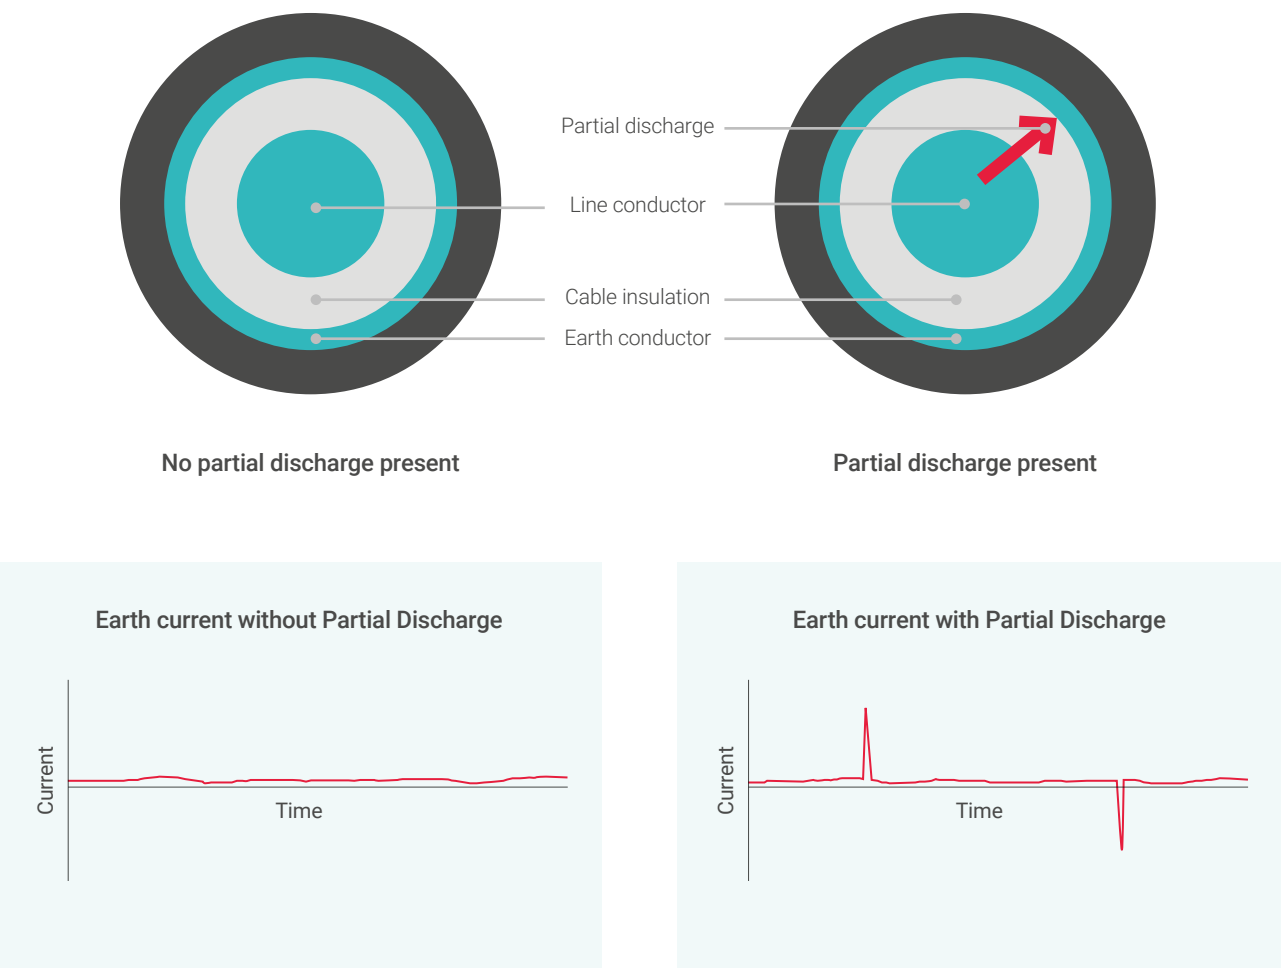 Partial discharge
Line conductor
Cable insulation
Earth conductor
No partial discharge present
Partial discharge present
Earth current without Partial Discharge
Current
Time
Earth current with Partial Discharge
Current
Time